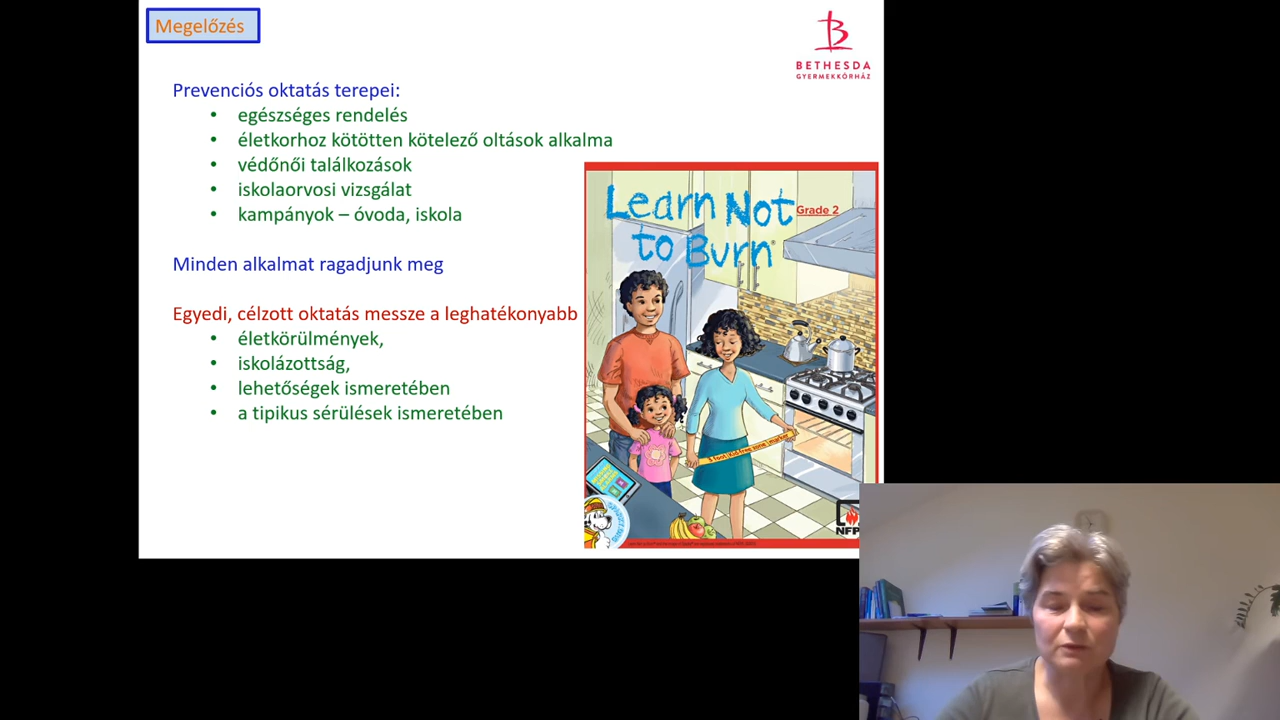 Megelőzés
BETHESDA
GYERMEKKÓRHÁZ
Prevenciós oktatás terepei:
• egészséges rendelés
• életkorhoz kötötten kötelező oltások alkalma
• védőnői találkozások
• iskolaorvosi vizsgálat
• kampányok – óvoda, iskola
Minden alkalmat ragadjunk meg
Egyedi, célzott oktatás messze a leghatékonyabb
• életkörülmények,
• iskolázottság,
• lehetőségek ismeretében
• a tipikus sérülések ismeretében
Learn Not
Grade 2
to Burn®
NFP